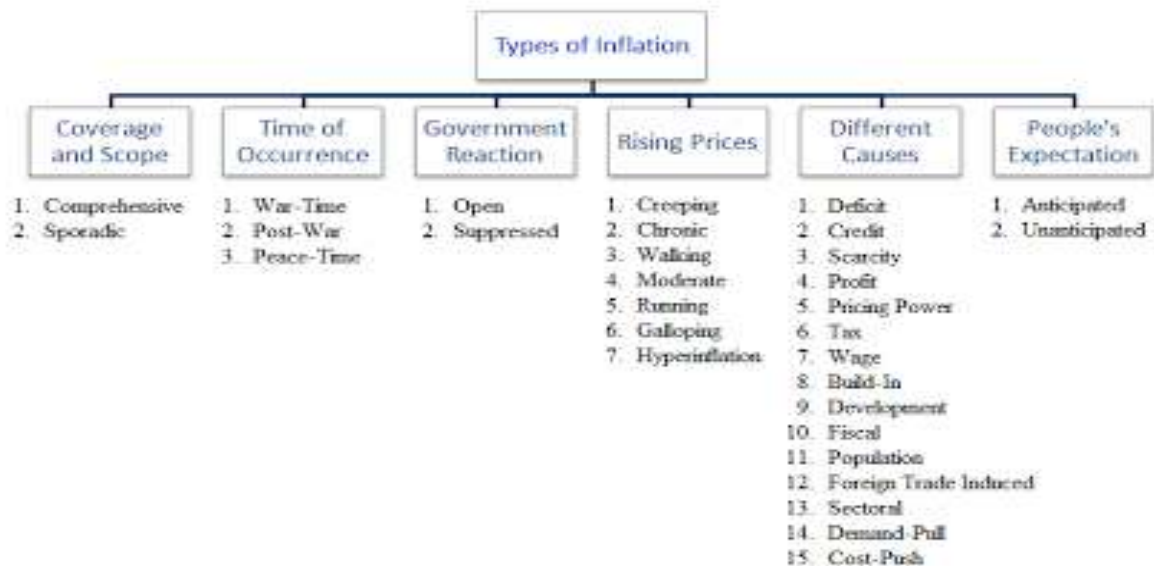 Types of Inflation
Coverage
and Scope
1. Comprehensive
2. Sporadic
Time of
Occurrence
1. War-Time
2. Post-War
3. Peace-Time
Government
Reaction
1. Open
2. Suppressed
Rising Prices
1. Creeping
2. Chronic
3. Walking
4. Moderate
5. Running
6. Galloping
7. Hyperinflation
Different
Causes
1. Deficit
2. Credit
3. Scarcity
4. Profit
5. Pricing Power
6. Tax
7. Wage
8. Build-In
9. Development
10. Fiscal
11. Population
12. Foreign Trade Induced
13. Sectoral
14. Demand-Pull
15. Cost-Push
People's
Expectation
1. Anticipated
2. Unanticipated